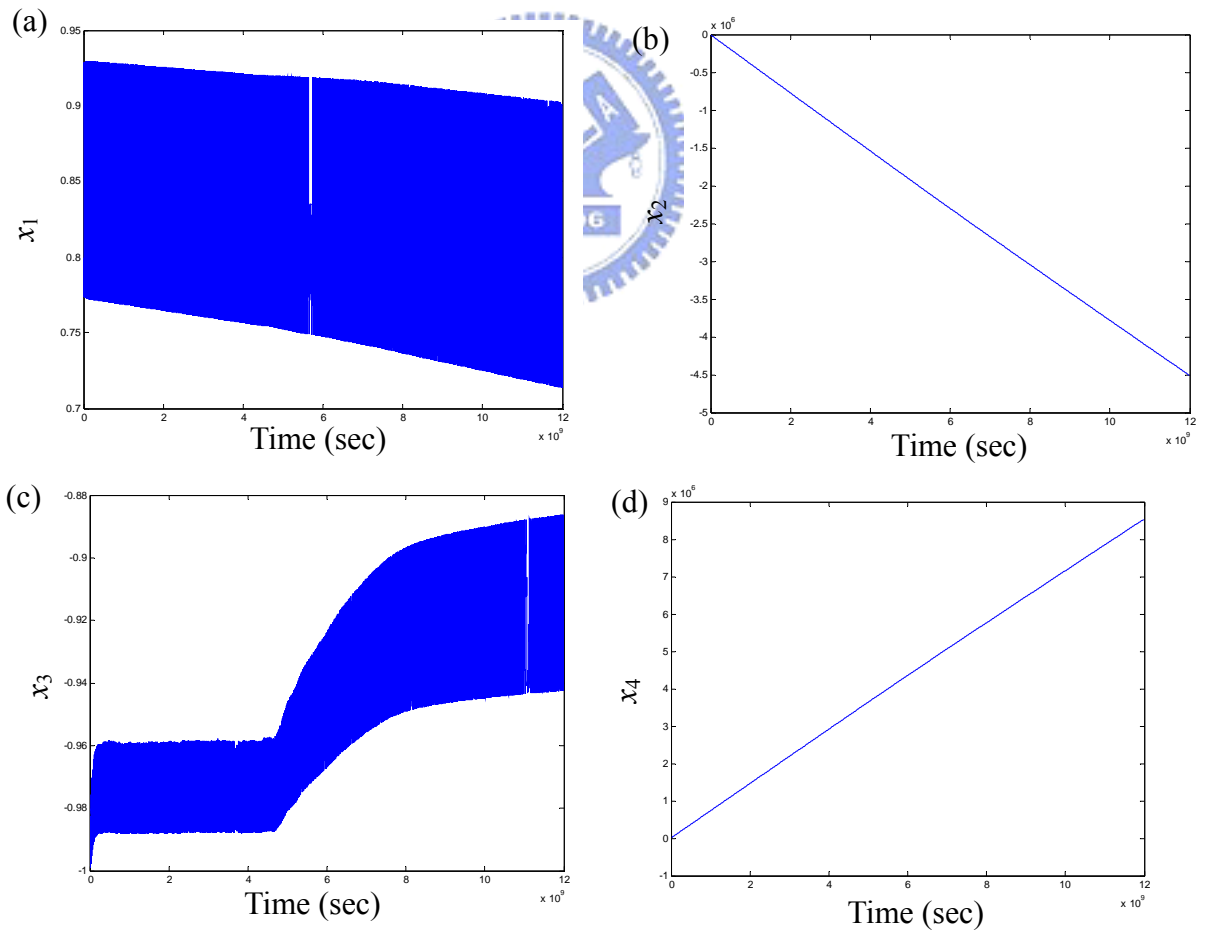 (a)
0.95
0.9
0.85
0.8
0.75
0.7
x1
0 2 4 6 8 10 12
Time (sec)
x 10^9
(b)
x 10^6
0
-0.5
-1
-1.5
-2
-2.5
-3
-3.5
-4
-4.5
-5
x2
0 2 4 6 8 10 12
Time (sec)
x 10^9
A
96
(c)
-0.88
-0.9
-0.92
-0.94
-0.96
-0.98
-1
x3
0 2 4 6 8 10 12
Time (sec)
x 10^9
(d)
x 10^6
9
8
7
6
5
4
3
2
1
0
-1
x4
0 2 4 6 8 10 12
Time (sec)
x 10^9